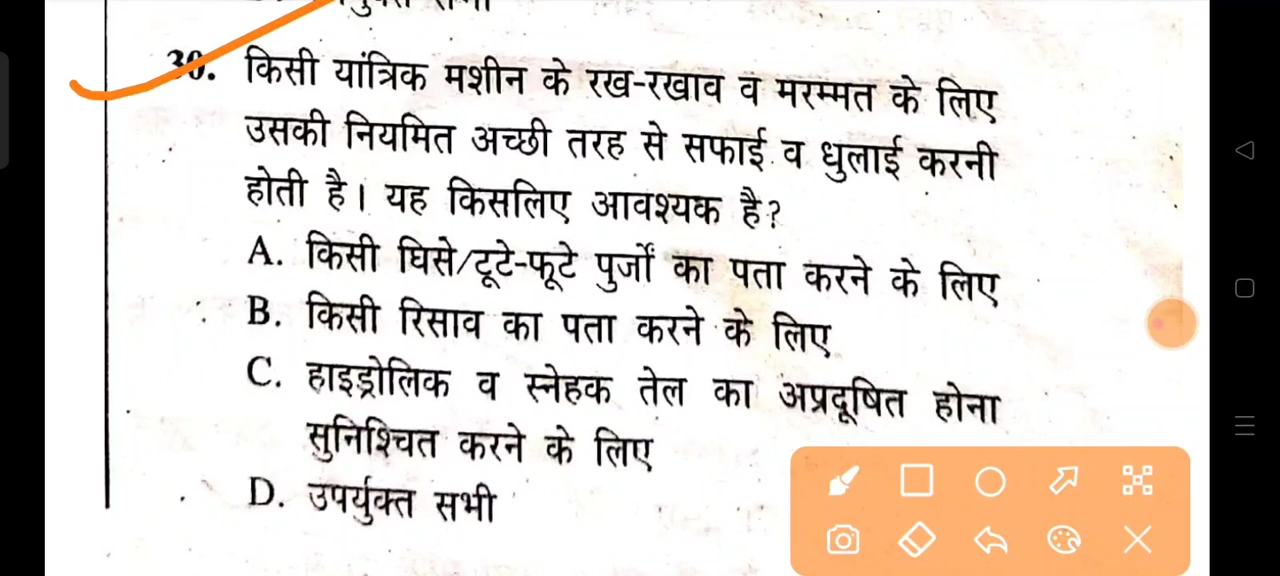 30. किसी यांत्रिक मशीन के रख-रखाव व मरम्मत के लिए
उसकी नियमित अच्छी तरह से सफाई व धुलाई करनी
होती है। यह किसलिए आवश्यक है?
A. किसी घिसे/टूटे-फूटे पुर्जों का पता करने के लिए
B. किसी रिसाव का पता करने के लिए
C. हाइड्रोलिक व स्नेहक तेल का अप्रदूषित होना
सुनिश्चित करने के लिए
D. उपर्युक्त सभी